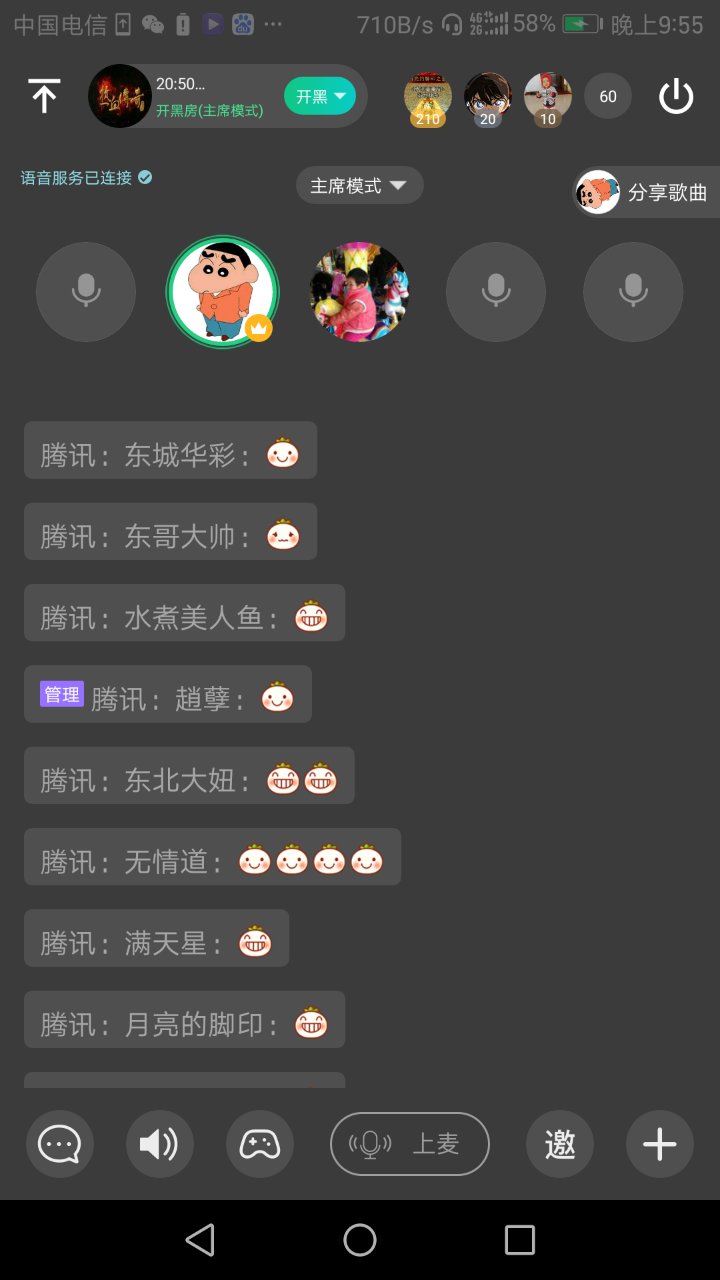 中国电信
710B/s
4G
2G
58%
晚上9:55
20:50...
开黑房(主席模式)
开黑
210
20
10
60
语音服务已连接
主席模式
分享歌曲
腾讯：东城华彩：
腾讯：东哥大帅：
腾讯：水煮美人鱼：
管理 腾讯：趙孽：
腾讯：东北大妞：
腾讯：无情道：
腾讯：满天星：
腾讯：月亮的脚印：
上麦
邀